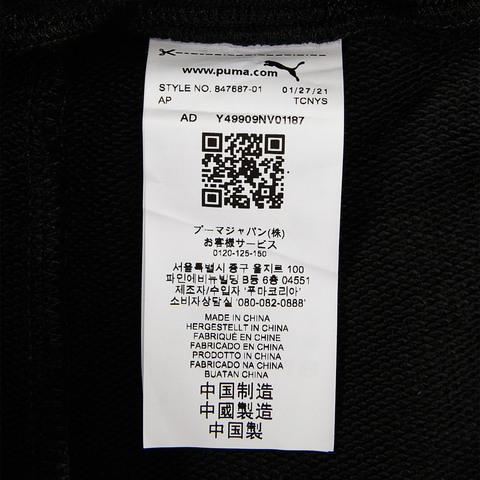 www.puma.com
STYLE NO. 847687-01 01/27/21
AP TCNYS
AD Y49909NV01187
プーマジャパン(株)
お客様サービス
0120-125-150
서울특별시 중구 을지로 100
파인에비뉴빌딩 B동 6층 04551
제조자/수입자 '푸마코리아'
소비자상담실 '080-082-0888'
MADE IN CHINA
HERGESTELLT IN CHINA
FABRIQUÉ EN CHINE
FABRICADO EN CHINA
PRODOTTO IN CHINA
FABRICADO NA CHINA
BUATAN CHINA
中国制造
中國製造
中国製